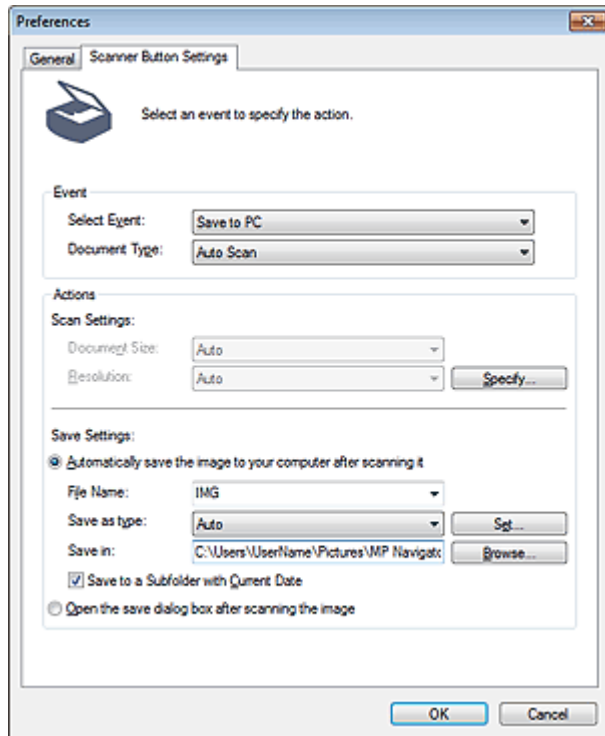 Preferences
General Scanner Button Settings
Select an event to specify the action.
Event
Select Event: Save to PC
Document Type: Auto Scan
Actions
Scan Settings:
Document Size: Auto
Resolution: Auto Specify...
Save Settings:
Automatically save the image to your computer after scanning it
File Name: IMG
Save as type: Auto Set...
Save in: C:\Users\UserName\Pictures\MP Navigato Browse...
Save to a Subfolder with Current Date
Open the save dialog box after scanning the image
OK Cancel